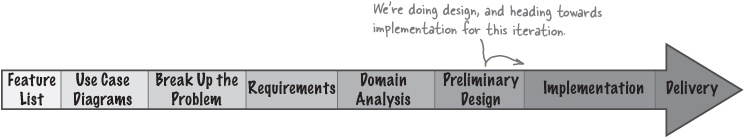 We're doing design, and heading towards
implementation for this iteration.
Feature
List
Use Case
Diagrams
Break Up the
Problem
Requirements
Domain
Analysis
Preliminary
Design
Implementation
Delivery